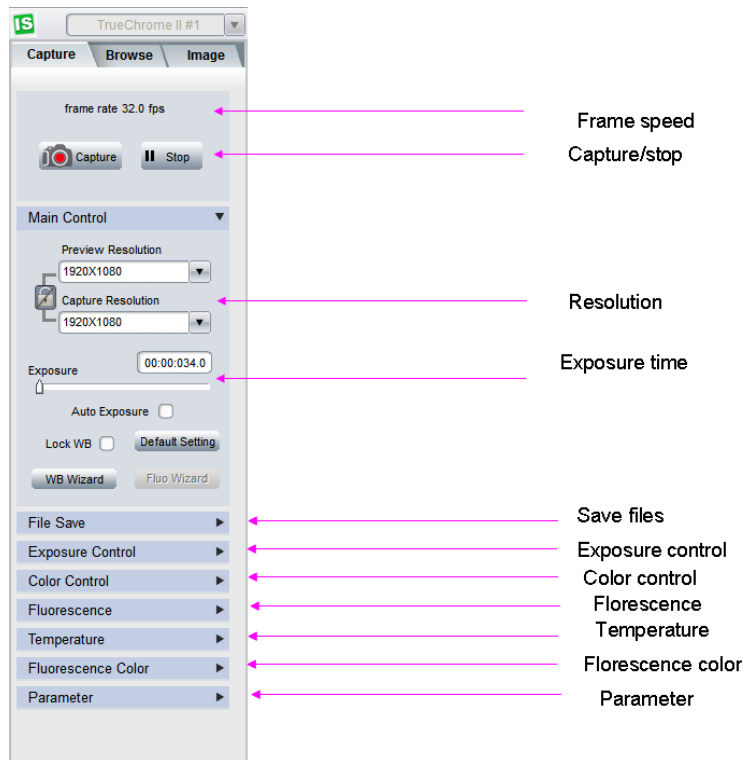 IS
TrueChrome II #1
Capture Browse Image
frame rate 32.0 fps
Frame speed
Capture Stop
Capture/stop
Main Control
Preview Resolution
1920X1080
Capture Resolution
Resolution
1920X1080
00:00:034.0
Exposure time
Exposure
Auto Exposure
Lock WB Default Setting
WB Wizard Fluo Wizard
File Save
Save files
Exposure Control
Exposure control
Color Control
Color control
Fluorescence
Florescence
Temperature
Temperature
Fluorescence Color
Florescence color
Parameter
Parameter